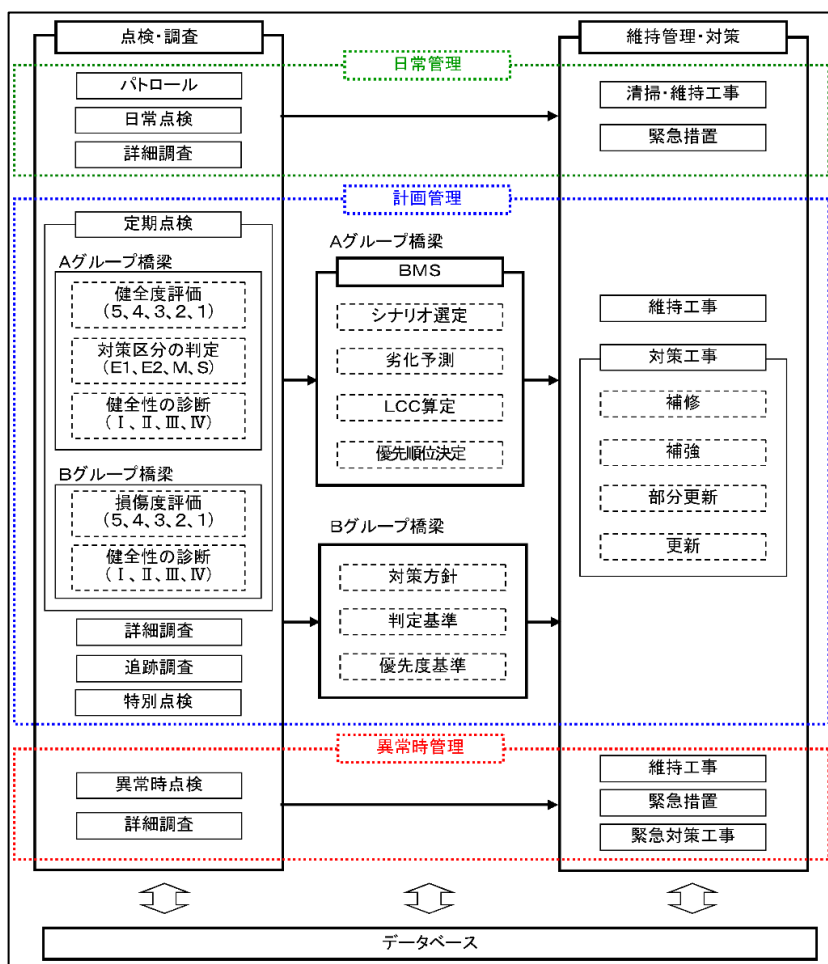 点検・調査
維持管理・対策
日常管理
パトロール
日常点検
詳細調査
清掃・維持工事
緊急措置
計画管理
定期点検
Aグループ橋梁
健全度評価
(5、4、3、2、1)
対策区分の判定
(E1、E2、M、S)
健全性の診断
(Ⅰ、Ⅱ、Ⅲ、Ⅳ)
Bグループ橋梁
損傷度評価
(5、4、3、2、1)
健全性の診断
(Ⅰ、Ⅱ、Ⅲ、Ⅳ)
詳細調査
追跡調査
特別点検
Aグループ橋梁
BMS
シナリオ選定
劣化予測
LCC算定
優先順位決定
Bグループ橋梁
対策方針
判定基準
優先度基準
維持工事
対策工事
補修
補強
部分更新
更新
異常時管理
異常時点検
詳細調査
維持工事
緊急措置
緊急対策工事
データベース